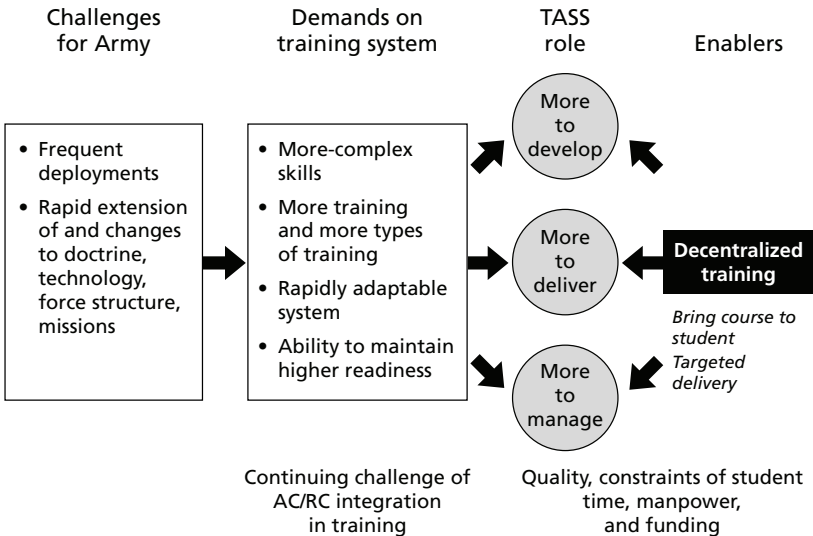 Challenges
for Army
Demands on
training system
TASS
role
Enablers
• Frequent
deployments
• Rapid extension
of and changes
to doctrine,
technology,
force structure,
missions
• More-complex
skills
• More training
and more types
of training
• Rapidly adaptable
system
• Ability to maintain
higher readiness
More
to
develop
More
to
deliver
More
to
manage
Decentralized
training
Bring course to
student
Targeted
delivery
Continuing challenge of
AC/RC integration
in training
Quality, constraints of student
time, manpower,
and funding